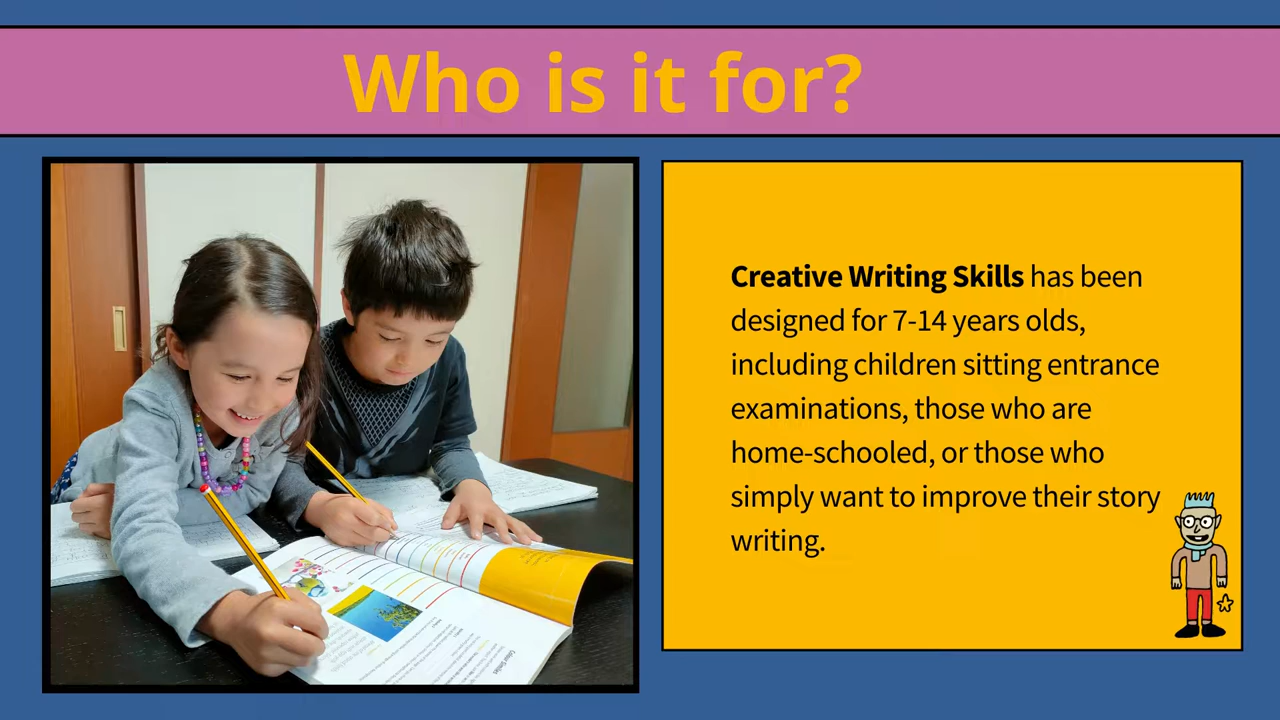 Who is it for?
Creative Writing Skills has been
designed for 7-14 years olds,
including children sitting entrance
examinations, those who are
home-schooled, or those who
simply want to improve their story
writing.